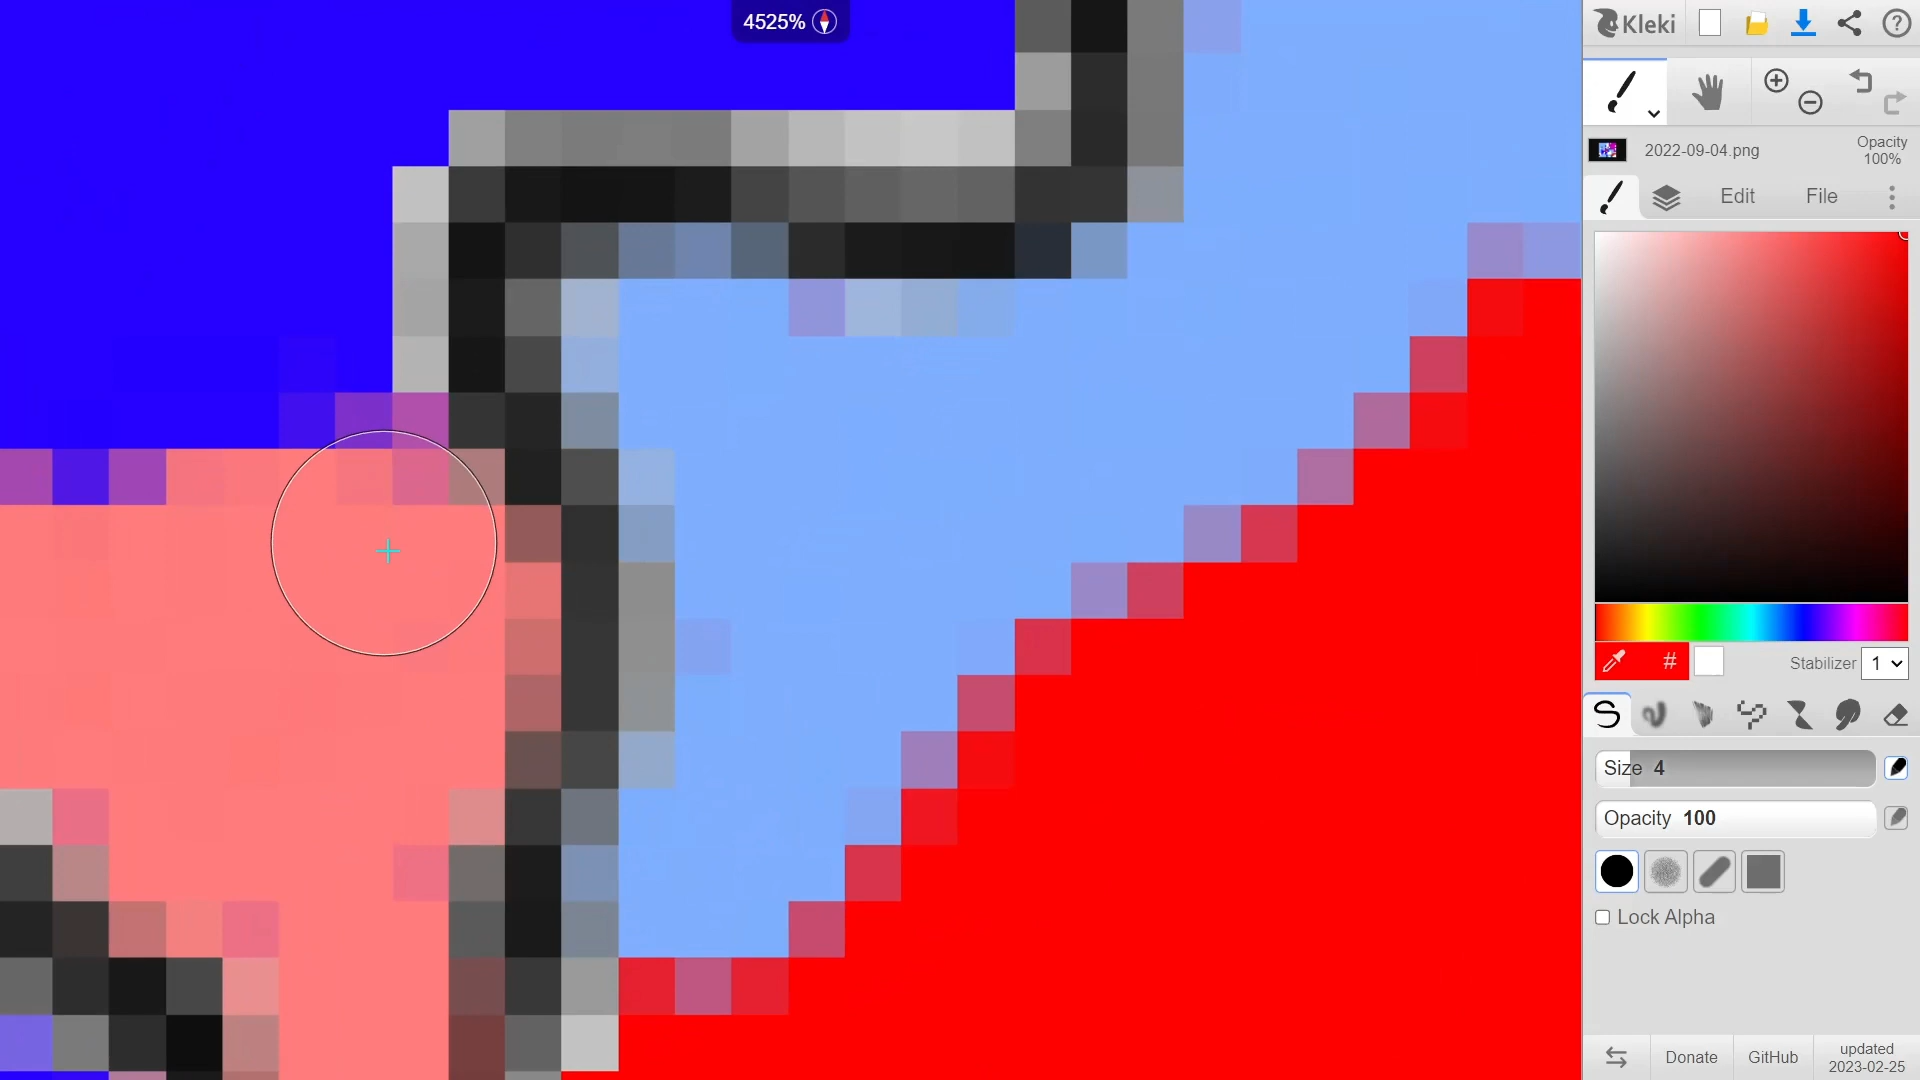 4525%
Kleki
2022-09-04.png
Opacity
100%
Edit
File
#
Stabilizer 1
Size 4
Opacity 100
Lock Alpha
Donate
GitHub
updated
2023-02-25